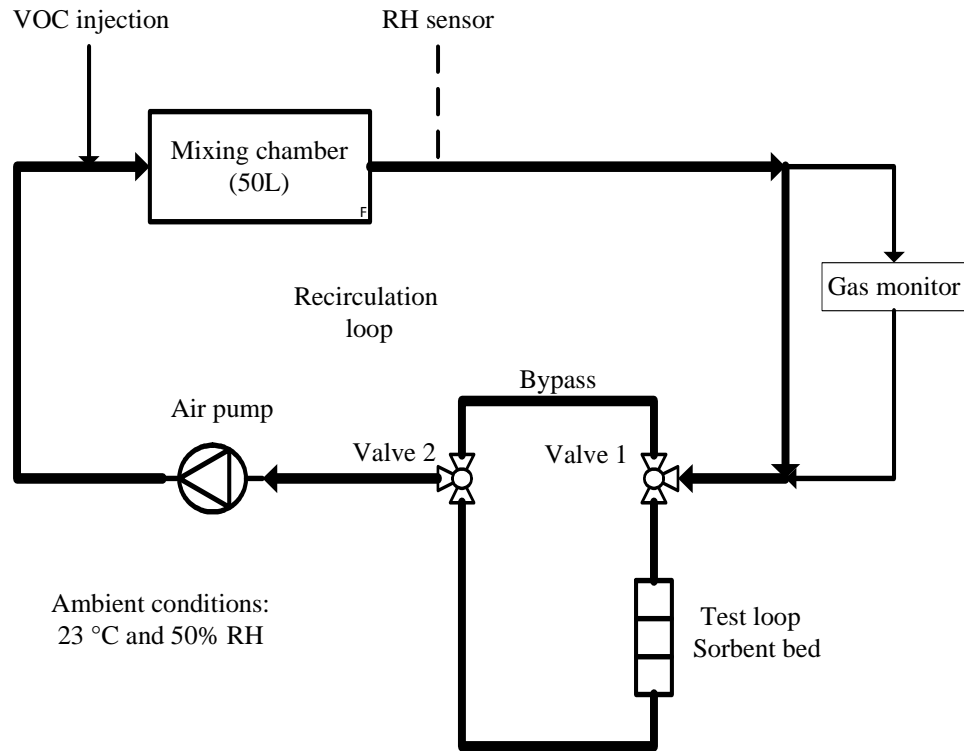 VOC injection
RH sensor
Mixing chamber
(50L)
F
Gas monitor
Recirculation
loop
Bypass
Air pump
Valve 2
Valve 1
Ambient conditions:
23 °C and 50% RH
Test loop
Sorbent bed